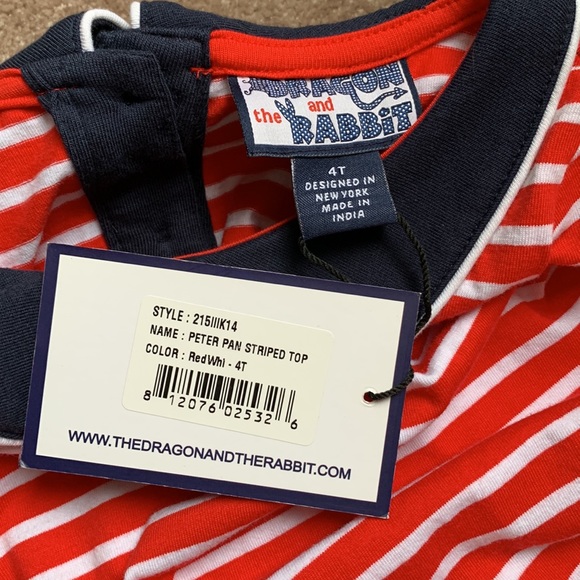 DRAGON
the and
RABBiT
4T
DESIGNED IN
NEW YORK
MADE IN
INDIA
STYLE : 215IIIK14
NAME : PETER PAN STRIPED TOP
COLOR : RedWhI - 4T
8 12076 02532 6
WWW.THEDRAGONANDTHERABBIT.COM